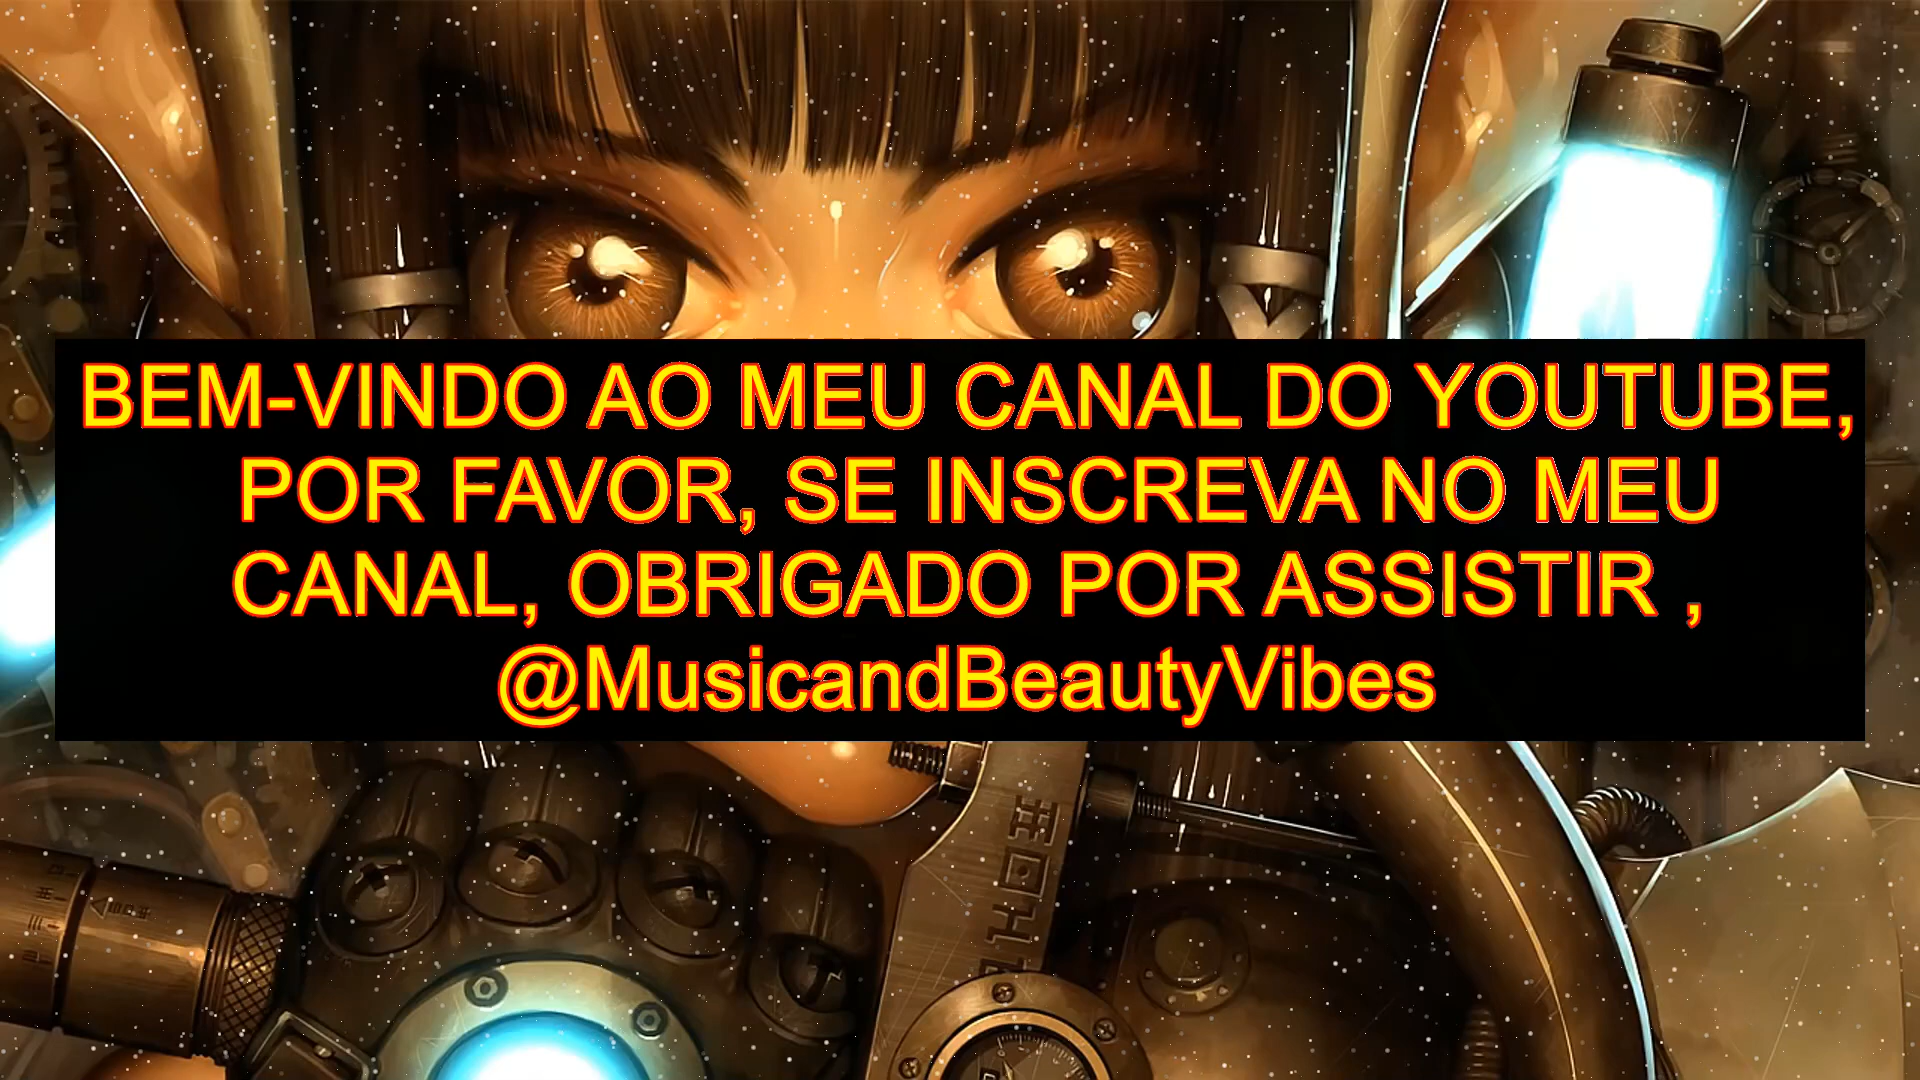 BEM-VINDO AO MEU CANAL DO YOUTUBE,
POR FAVOR, SE INSCREVA NO MEU
CANAL, OBRIGADO POR ASSISTIR ,
@MusicandBeautyVibes